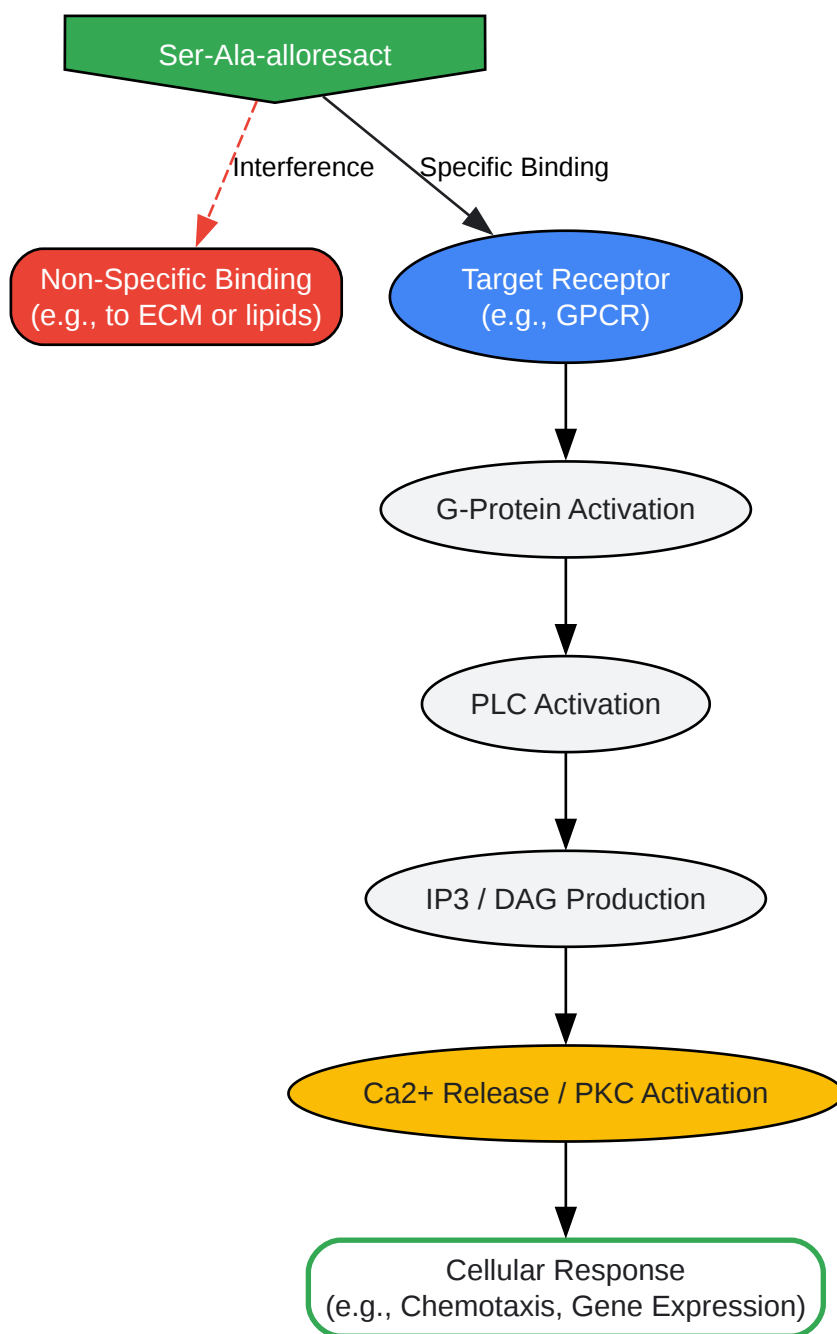 Ser-Ala-alloresact
Interference
Specific Binding
Non-Specific Binding
(e.g., to ECM or lipids)
Target Receptor
(e.g., GPCR)
G-Protein Activation
PLC Activation
IP3 / DAG Production
Ca2+ Release / PKC Activation
Cellular Response
(e.g., Chemotaxis, Gene Expression)